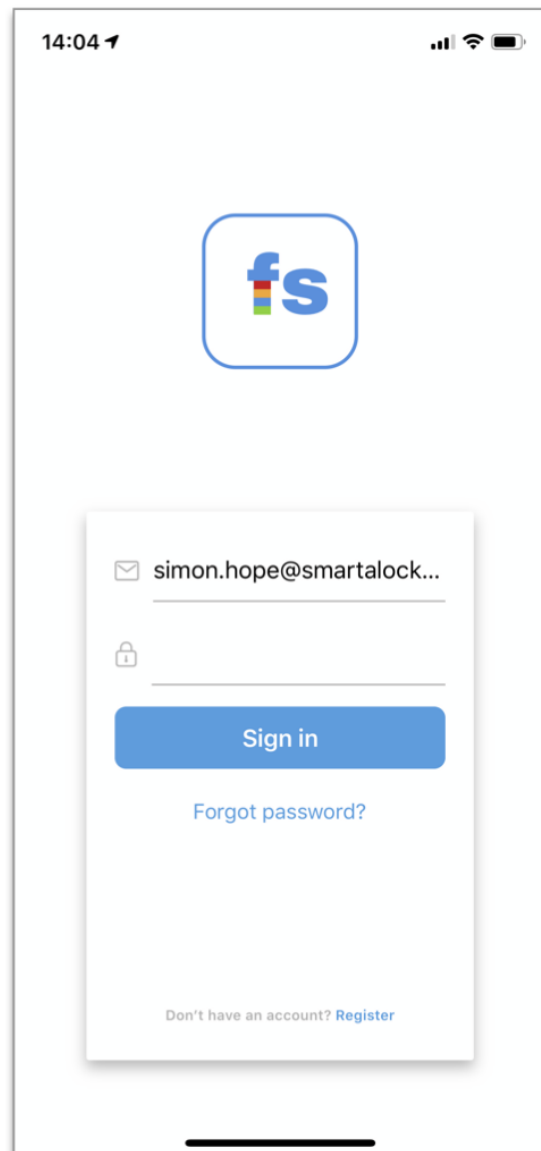 14:04
fs
simon.hope@smartalock...
Sign in
Forgot password?
Don't have an account? Register